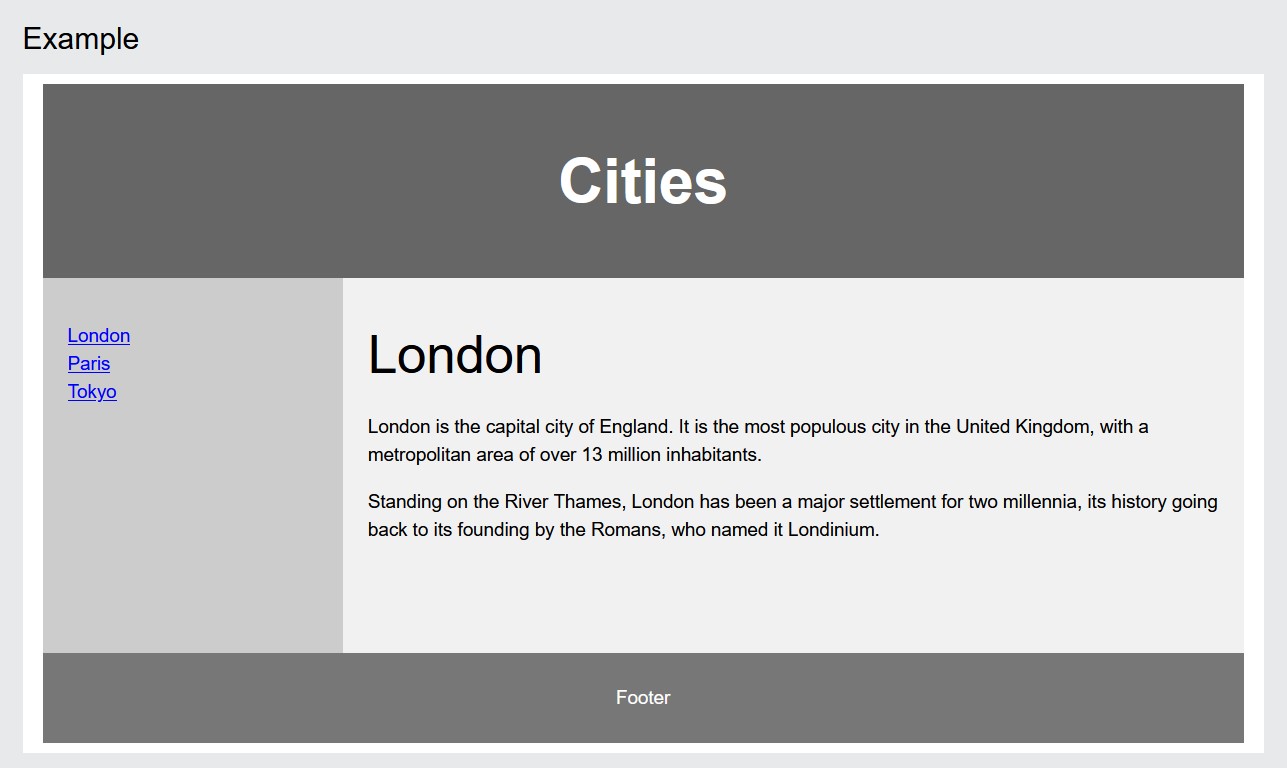 Example
Cities
London
Paris
Tokyo
London
London is the capital city of England. It is the most populous city in the United Kingdom, with a
metropolitan area of over 13 million inhabitants.
Standing on the River Thames, London has been a major settlement for two millennia, its history going
back to its founding by the Romans, who named it Londinium.
Footer